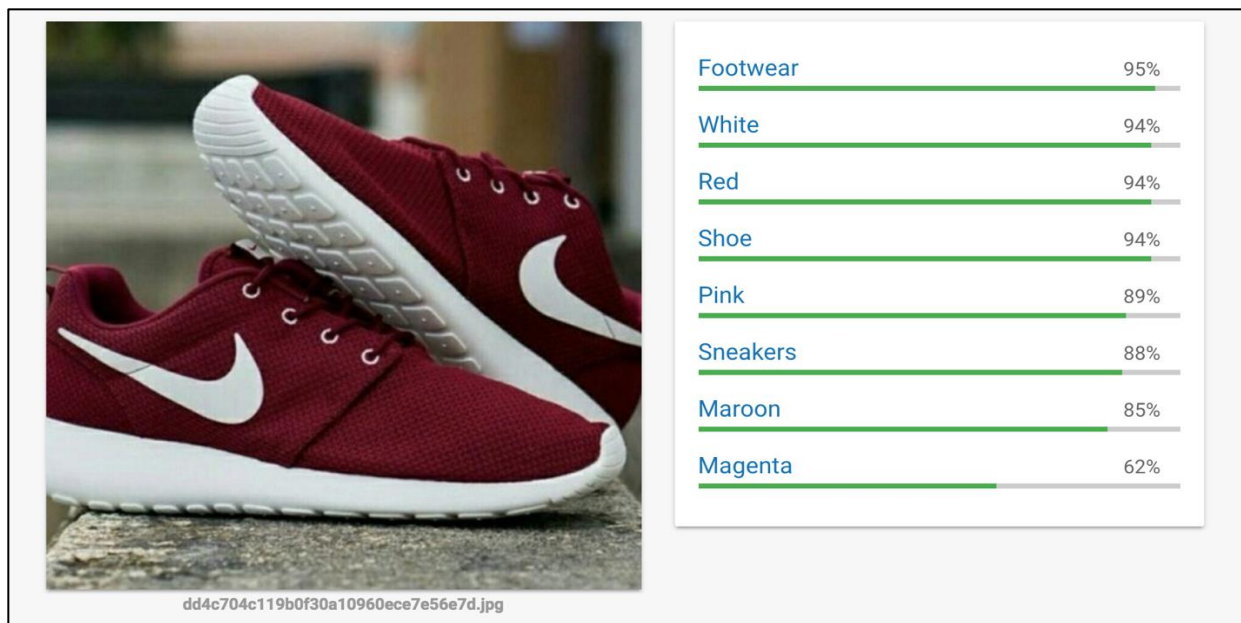 Footwear 95%
White 94%
Red 94%
Shoe 94%
Pink 89%
Sneakers 88%
Maroon 85%
Magenta 62%
dd4c704c119b0f30a10960ece7e56e7d.jpg